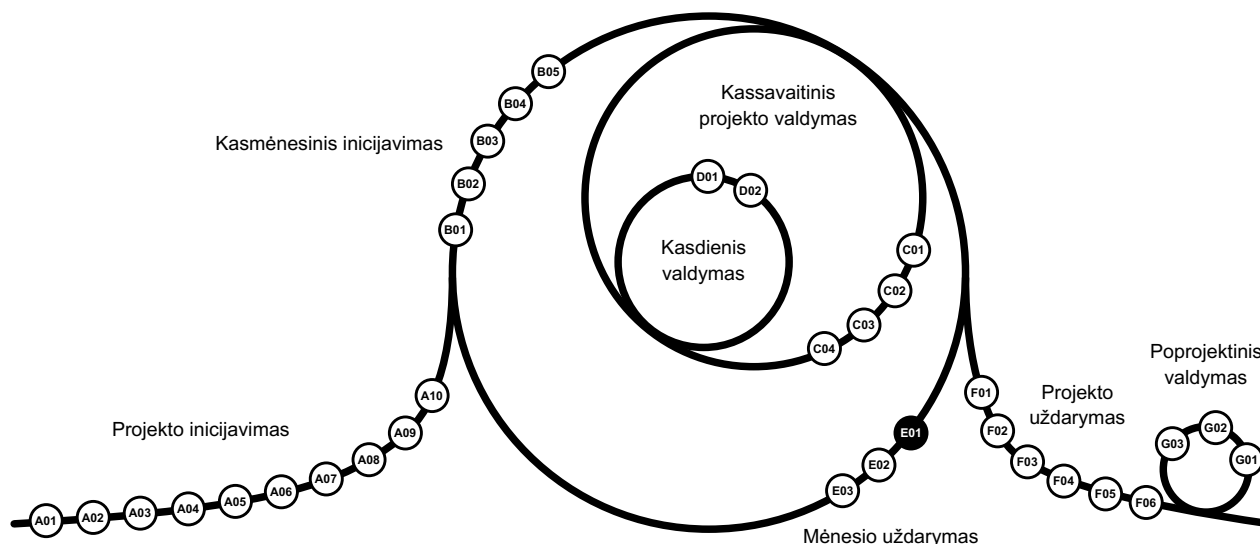 Kassavaitinis
projekto valdymas
Kasmėnesinis inicijavimas
Kasdienis
valdymas
Projekto inicijavimas
Mėnesio uždarymas
Projekto
uždarymas
Poprojektinis
valdymas
A01
A02
A03
A04
A05
A06
A07
A08
A09
A10
B01
B02
B03
B04
B05
C01
C02
C03
C04
D01
D02
E01
E02
E03
F01
F02
F03
F04
F05
F06
G01
G02
G03